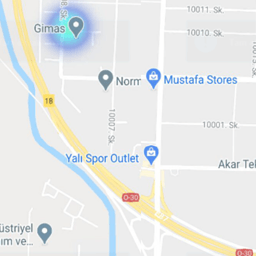 10011. Sk
Gimas
10010. Sk
Norm
Mustafa Stores
18
10007. Sk
10001. Sk
Yalı Spor Outlet
Akar Tek
O-30
üstriyel
ım ve ...
O-30